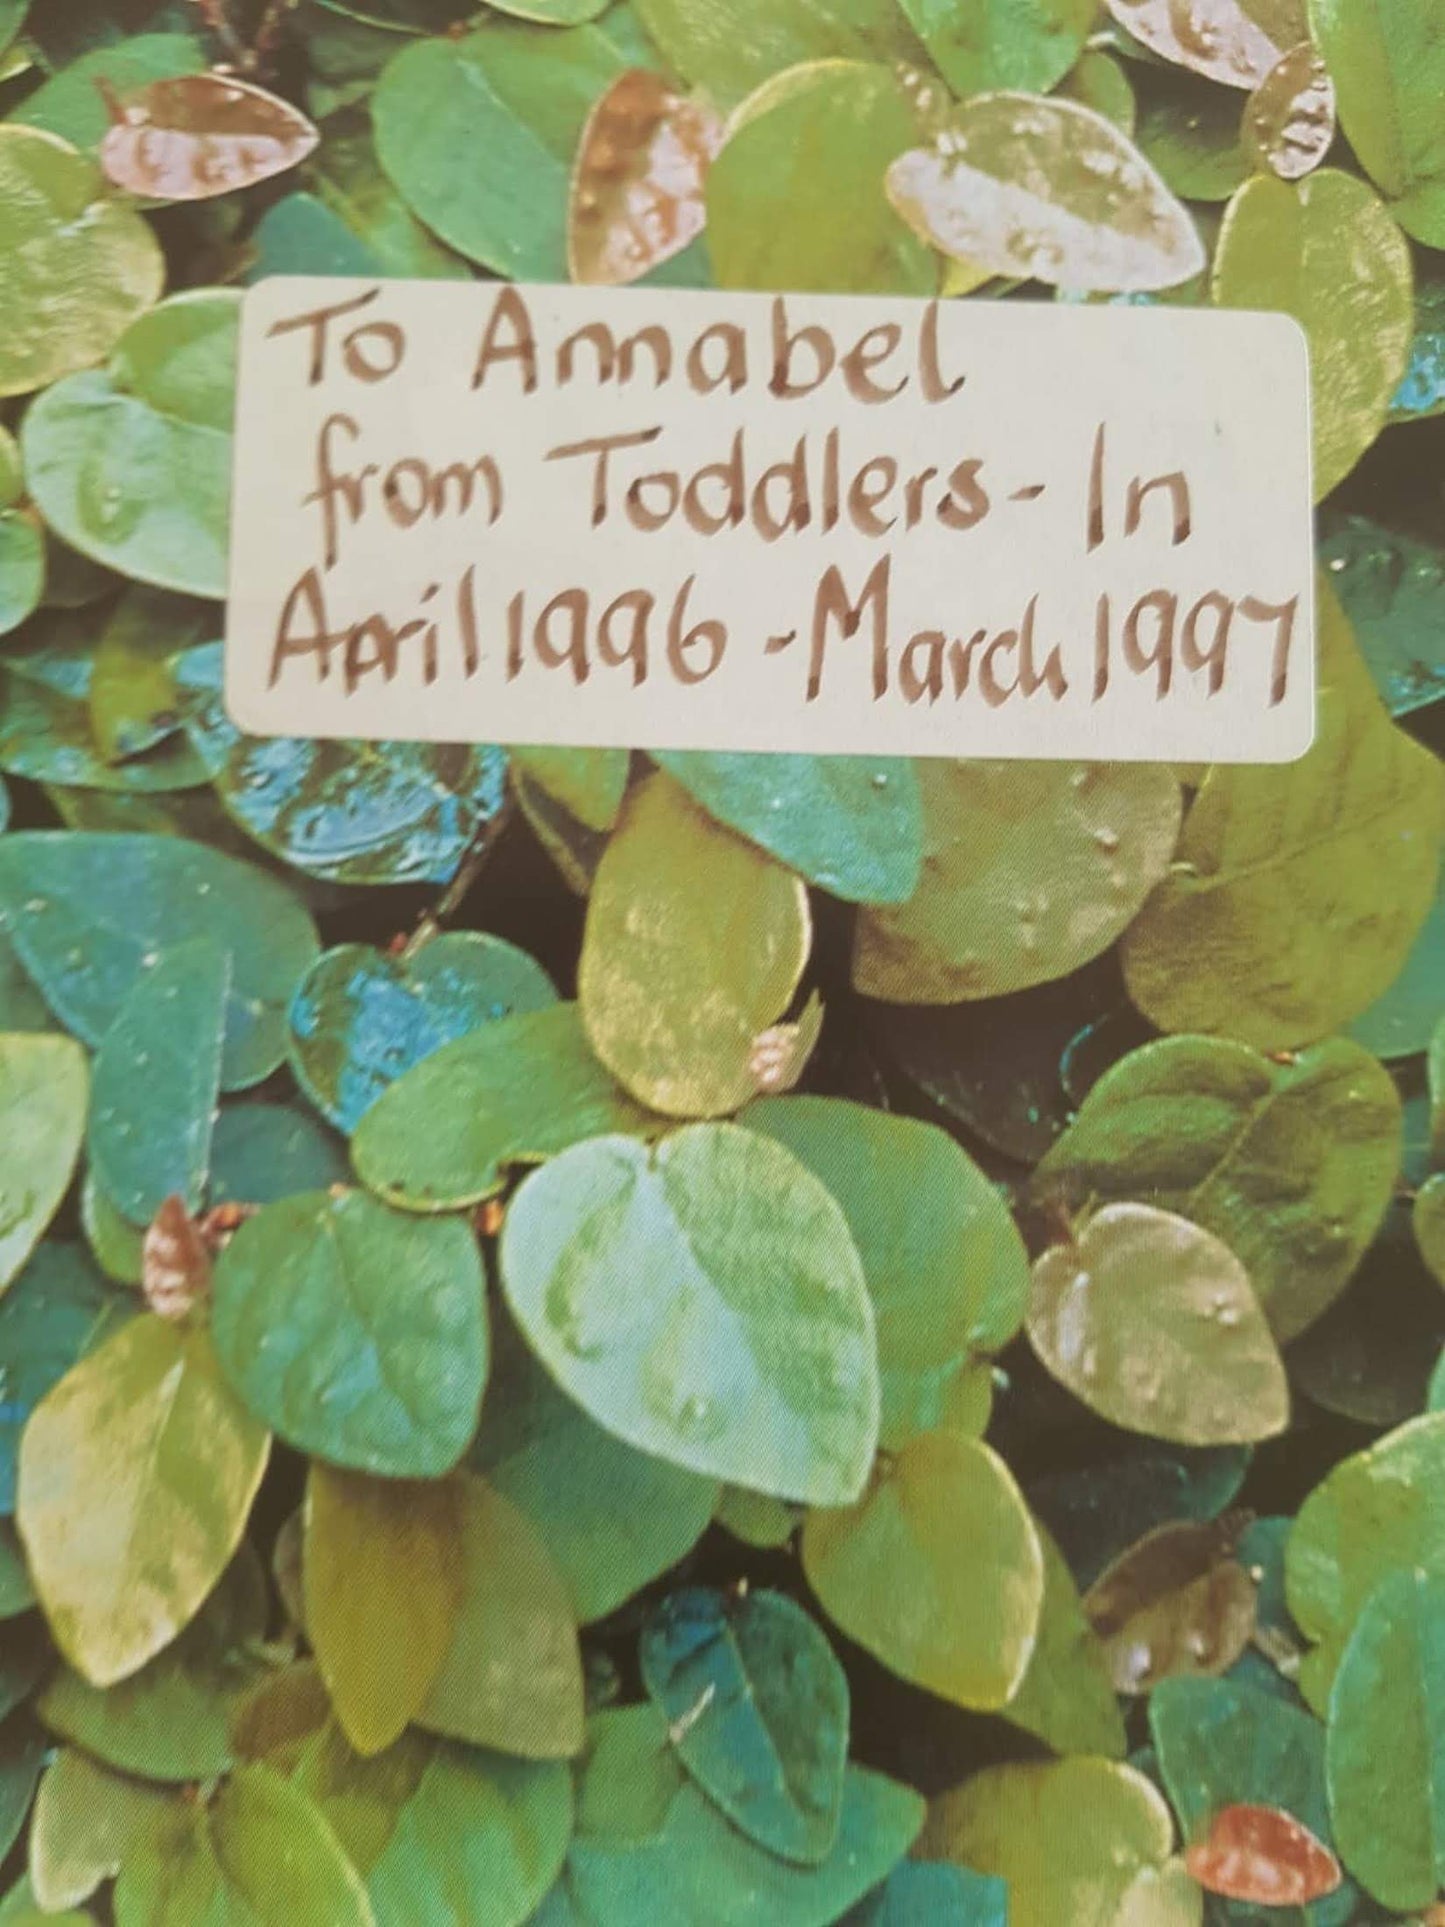 To Annabel
from Toddlers-In
April 1996 - March 1997